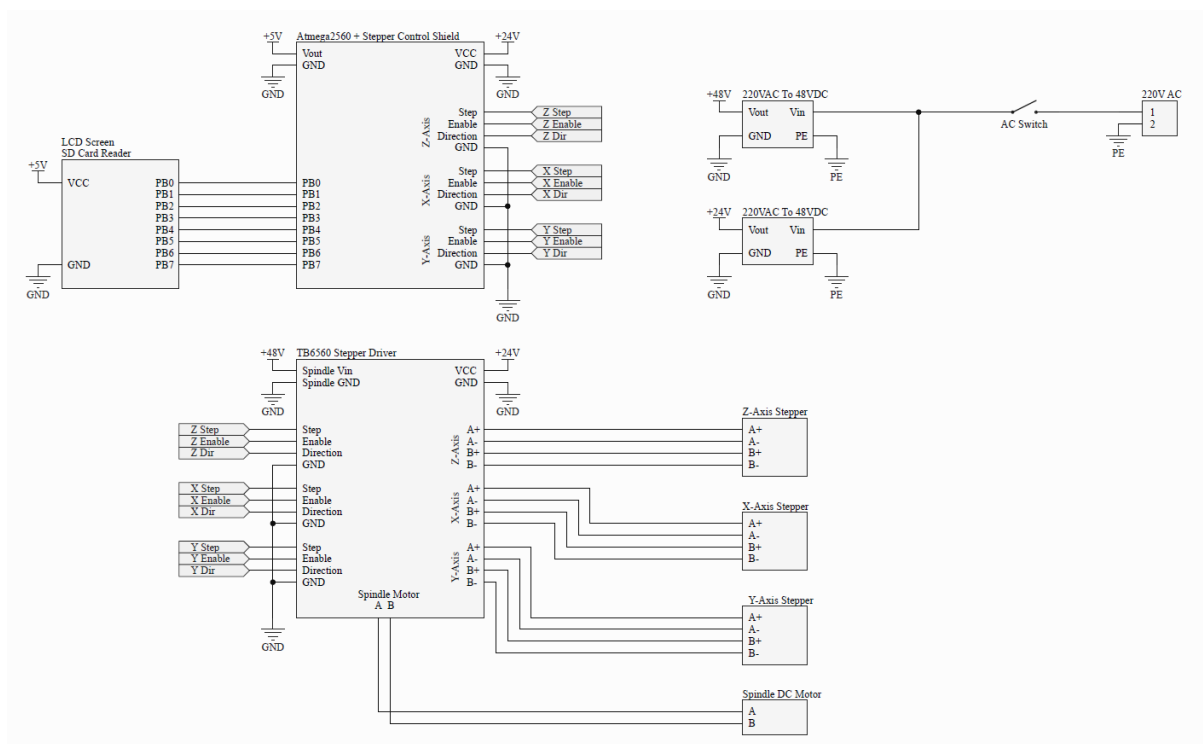 Atmega2560 + Stepper Control Shield
+5V
+24V
Vout
VCC
GND
GND
GND
GND
Step
Z Step
Enable
Z Enable
Direction
Z Dir
GND
Z-Axis
Step
X Step
Enable
X Enable
Direction
X Dir
GND
X-Axis
Step
Y Step
Enable
Y Enable
Direction
Y Dir
GND
Y-Axis
GND
LCD Screen
SD Card Reader
+5V
VCC
PB0
PB0
PB1
PB1
PB2
PB2
PB3
PB3
PB4
PB4
PB5
PB5
PB6
PB6
GND
PB7
PB7
GND
+48V
220VAC To 48VDC
Vout
Vin
GND
PE
GND
PE
AC Switch
220V AC
1
2
PE
+24V
220VAC To 48VDC
Vout
Vin
GND
PE
GND
PE
+48V
TB6560 Stepper Driver
+24V
Spindle Vin
VCC
Spindle GND
GND
GND
GND
Z Step
Step
Z Enable
Enable
Z Dir
Direction
GND
X Step
Step
X Enable
Enable
X Dir
Direction
GND
Y Step
Step
Y Enable
Enable
Y Dir
Direction
GND
GND
A+
A-
B+
B-
Z-Axis
A+
A-
B+
B-
X-Axis
A+
A-
B+
B-
Y-Axis
Spindle Motor
A B
Z-Axis Stepper
A+
A-
B+
B-
X-Axis Stepper
A+
A-
B+
B-
Y-Axis Stepper
A+
A-
B+
B-
Spindle DC Motor
A
B